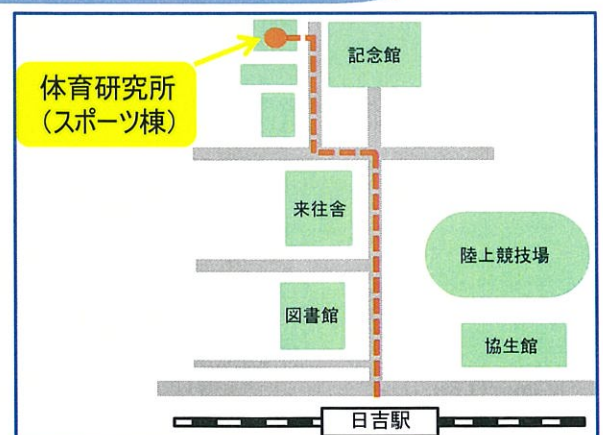 記念館
体育研究所
（スポーツ棟）
来往舎
陸上競技場
図書館
協生館
日吉駅